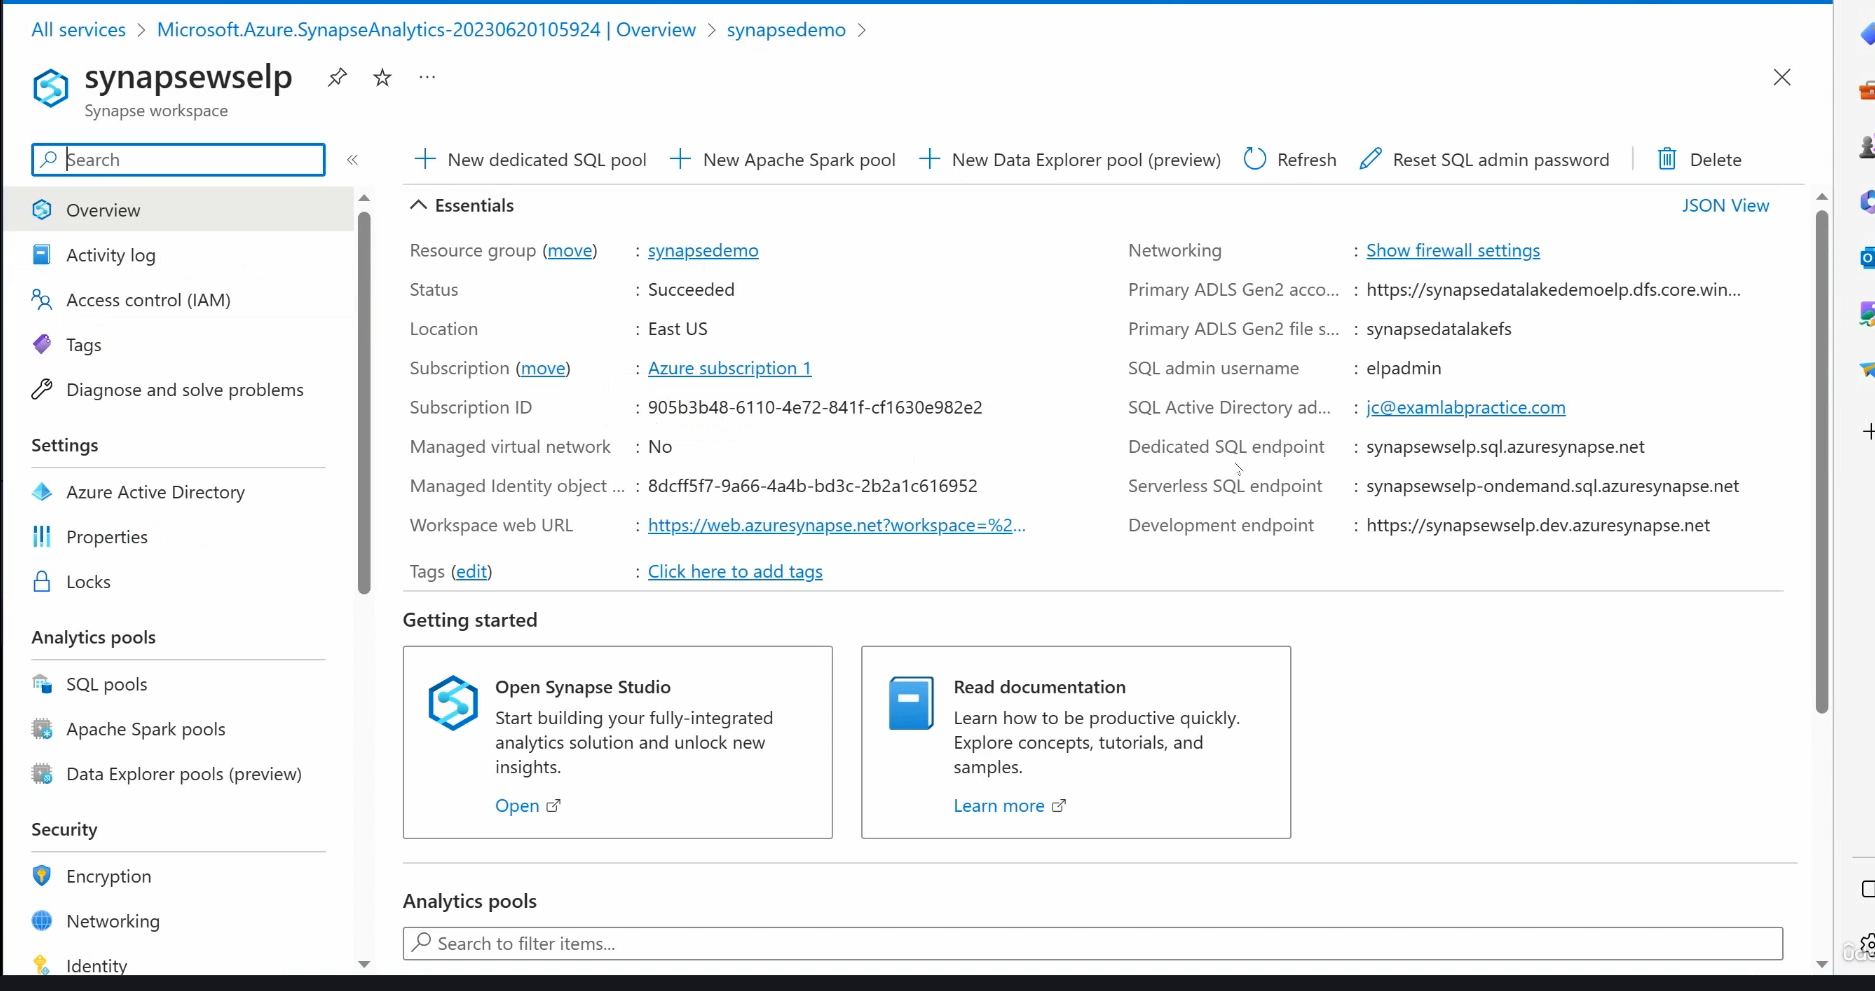 All services > Microsoft.Azure.SynapseAnalytics-20230620105924 | Overview > synapsedemo >
synapsewselp
Synapse workspace
Search
Overview
Activity log
Access control (IAM)
Tags
Diagnose and solve problems
Settings
Azure Active Directory
Properties
Locks
Analytics pools
SQL pools
Apache Spark pools
Data Explorer pools (preview)
Security
Encryption
Networking
Identity
New dedicated SQL pool New Apache Spark pool New Data Explorer pool (preview) Refresh Reset SQL admin password Delete
Essentials JSON View
Resource group (move) : synapsedemo
Status : Succeeded
Location : East US
Subscription (move) : Azure subscription 1
Subscription ID : 905b3b48-6110-4e72-841f-cf1630e982e2
Managed virtual network : No
Managed Identity object ... : 8dcff5f7-9a66-4a4b-bd3c-2b2a1c616952
Workspace web URL : https://web.azuresynapse.net?workspace=%2...
Tags (edit) : Click here to add tags
Networking : Show firewall settings
Primary ADLS Gen2 acco... : https://synapsedatalakedemoelp.dfs.core.win...
Primary ADLS Gen2 file s... : synapsedatalakefs
SQL admin username : elpadmin
SQL Active Directory ad... : jc@examlabpractice.com
Dedicated SQL endpoint : synapsewselp.sql.azuresynapse.net
Serverless SQL endpoint : synapsewselp-ondemand.sql.azuresynapse.net
Development endpoint : https://synapsewselp.dev.azuresynapse.net
Getting started
Open Synapse Studio
Start building your fully-integrated
analytics solution and unlock new
insights.
Open
Read documentation
Learn how to be productive quickly.
Explore concepts, tutorials, and
samples.
Learn more
Analytics pools
Search to filter items...